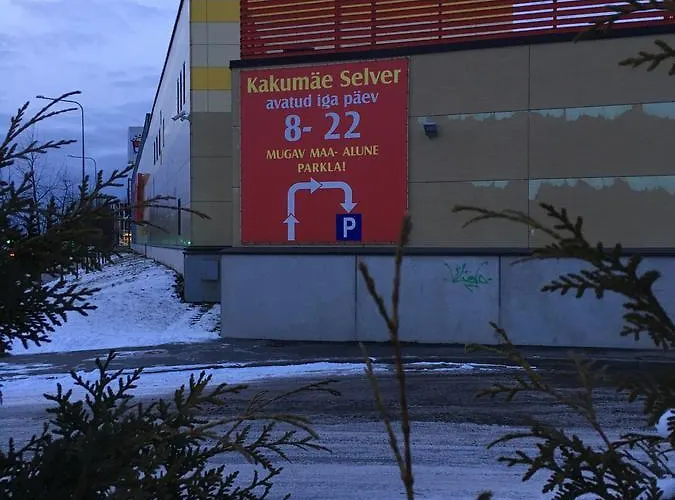 Kakumäe Selver
avatud iga päev
8- 22
MUGAV MAA- ALUNE
PARKLA!
P